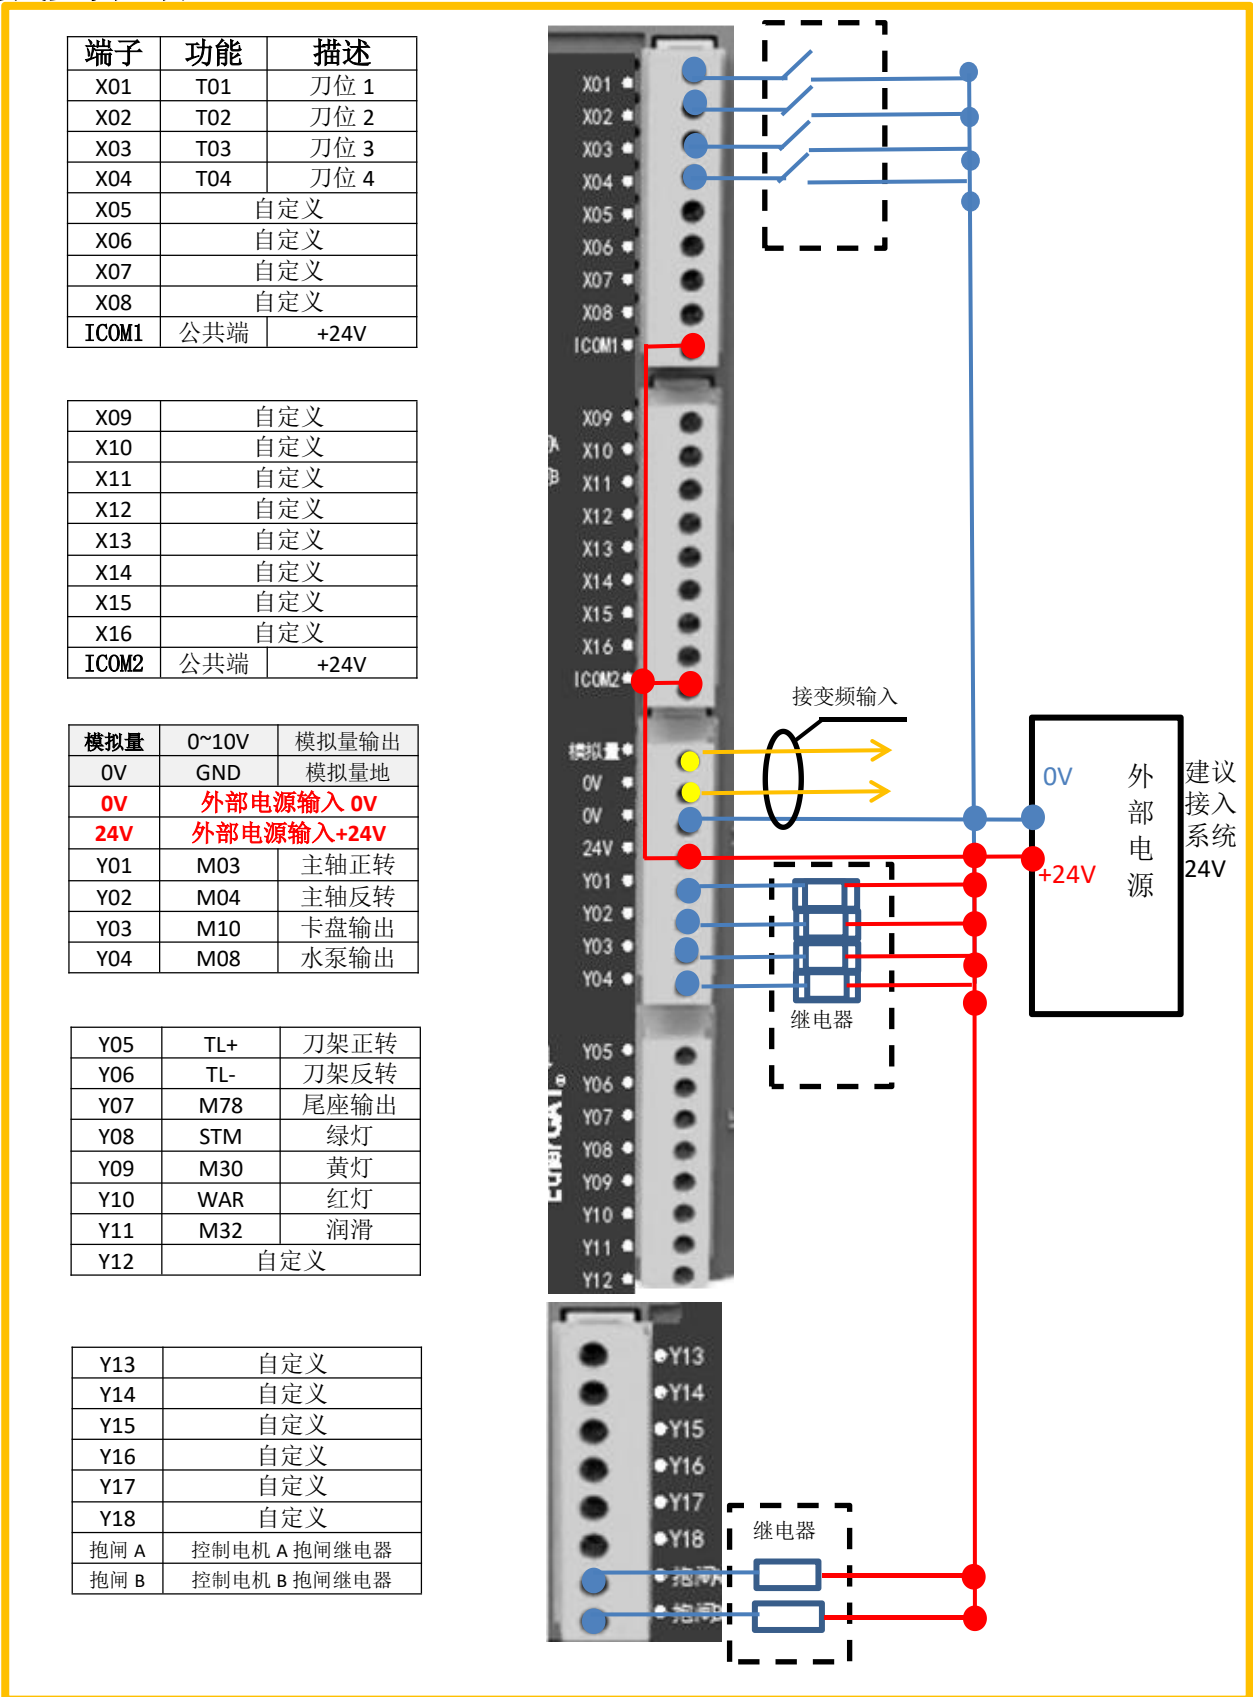 端子 功能 描述
X01 T01 刀位 1
X02 T02 刀位 2
X03 T03 刀位 3
X04 T04 刀位 4
X05 自定义
X06 自定义
X07 自定义
X08 自定义
ICOM1 公共端 +24V
X09 自定义
X10 自定义
X11 自定义
X12 自定义
X13 自定义
X14 自定义
X15 自定义
X16 自定义
ICOM2 公共端 +24V
模拟量 0~10V 模拟量输出
0V GND 模拟量地
0V 外部电源输入 0V
24V 外部电源输入+24V
Y01 M03 主轴正转
Y02 M04 主轴反转
Y03 M10 卡盘输出
Y04 M08 水泵输出
Y05 TL+ 刀架正转
Y06 TL- 刀架反转
Y07 M78 尾座输出
Y08 STM 绿灯
Y09 M30 黄灯
Y10 WAR 红灯
Y11 M32 润滑
Y12 自定义
Y13 自定义
Y14 自定义
Y15 自定义
Y16 自定义
Y17 自定义
Y18 自定义
抱闸 A 控制电机 A 抱闸继电器
抱闸 B 控制电机 B 抱闸继电器
X01
X02
X03
X04
X05
X06
X07
X08
ICOM1
X09
X10
X11
X12
X13
X14
X15
X16
ICOM2
模拟量
0V
0V
24V
Y01
Y02
Y03
Y04
Y05
Y06
Y07
Y08
Y09
Y10
Y11
Y12
Y13
Y14
Y15
Y16
Y17
Y18
抱闸
抱闸
接变频输入
继电器
继电器
0V
+24V
外
部
电
源
建议
接入
系统
24V